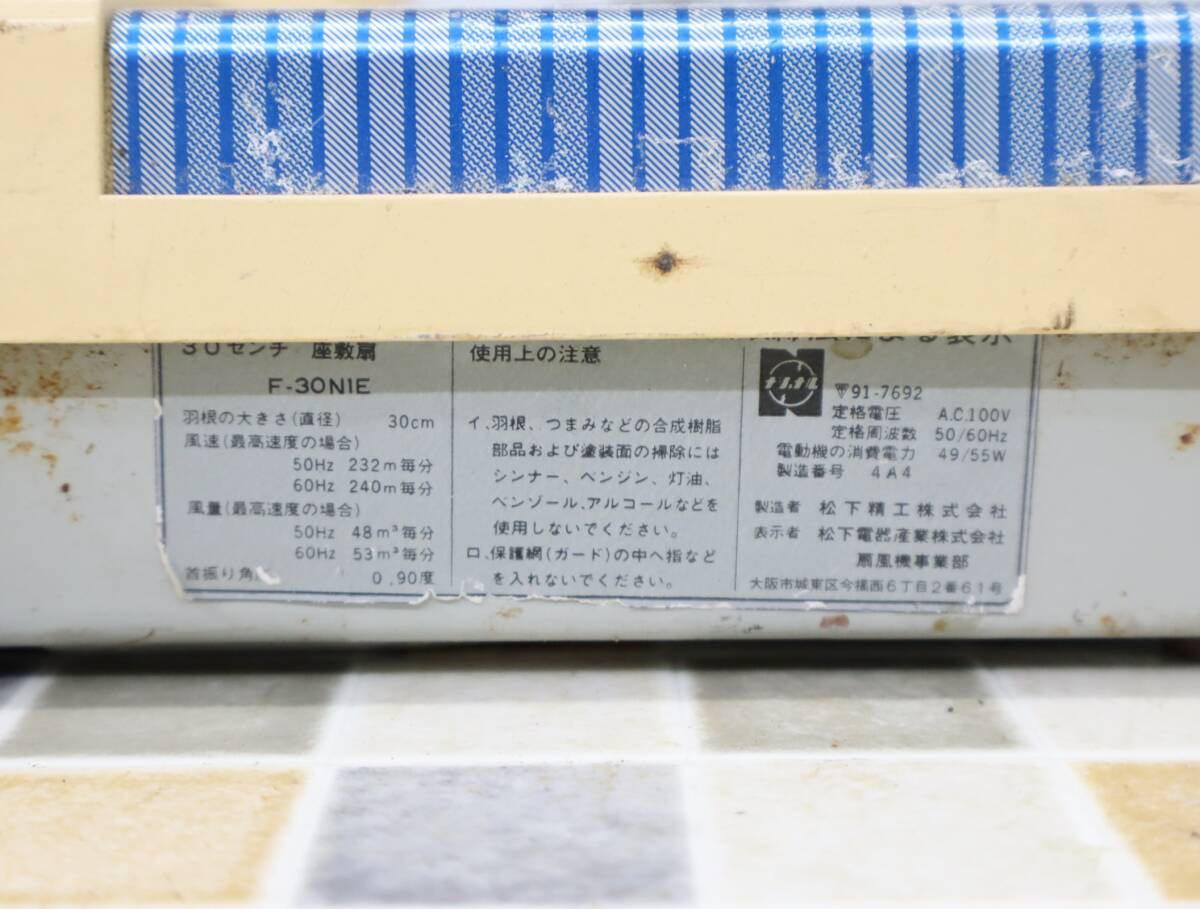 30センチ 座敷扇
F-30N1E
羽根の大きさ(直径) 30cm
風速(最高速度の場合)
50Hz 232m毎分
60Hz 240m毎分
風量(最高速度の場合)
50Hz 48m³毎分
60Hz 53m³毎分
首振り角 0.90度
使用上の注意
イ、羽根、つまみなどの合成樹脂
部品および塗装面の掃除には
シンナー、ベンジン、灯油、
ベンゾール、アルコールなどを
使用しないでください。
ロ、保護網(ガード)の中へ指など
を入れないでください。
による表示
ナショナル
〒91-7692
定格電圧 A.C.100V
定格周波数 50/60Hz
電動機の消費電力 49/55W
製造番号 4A4
製造者 松下精工株式会社
表示者 松下電器産業株式会社
扇風機事業部
大阪市城東区今福西6丁目2番61号